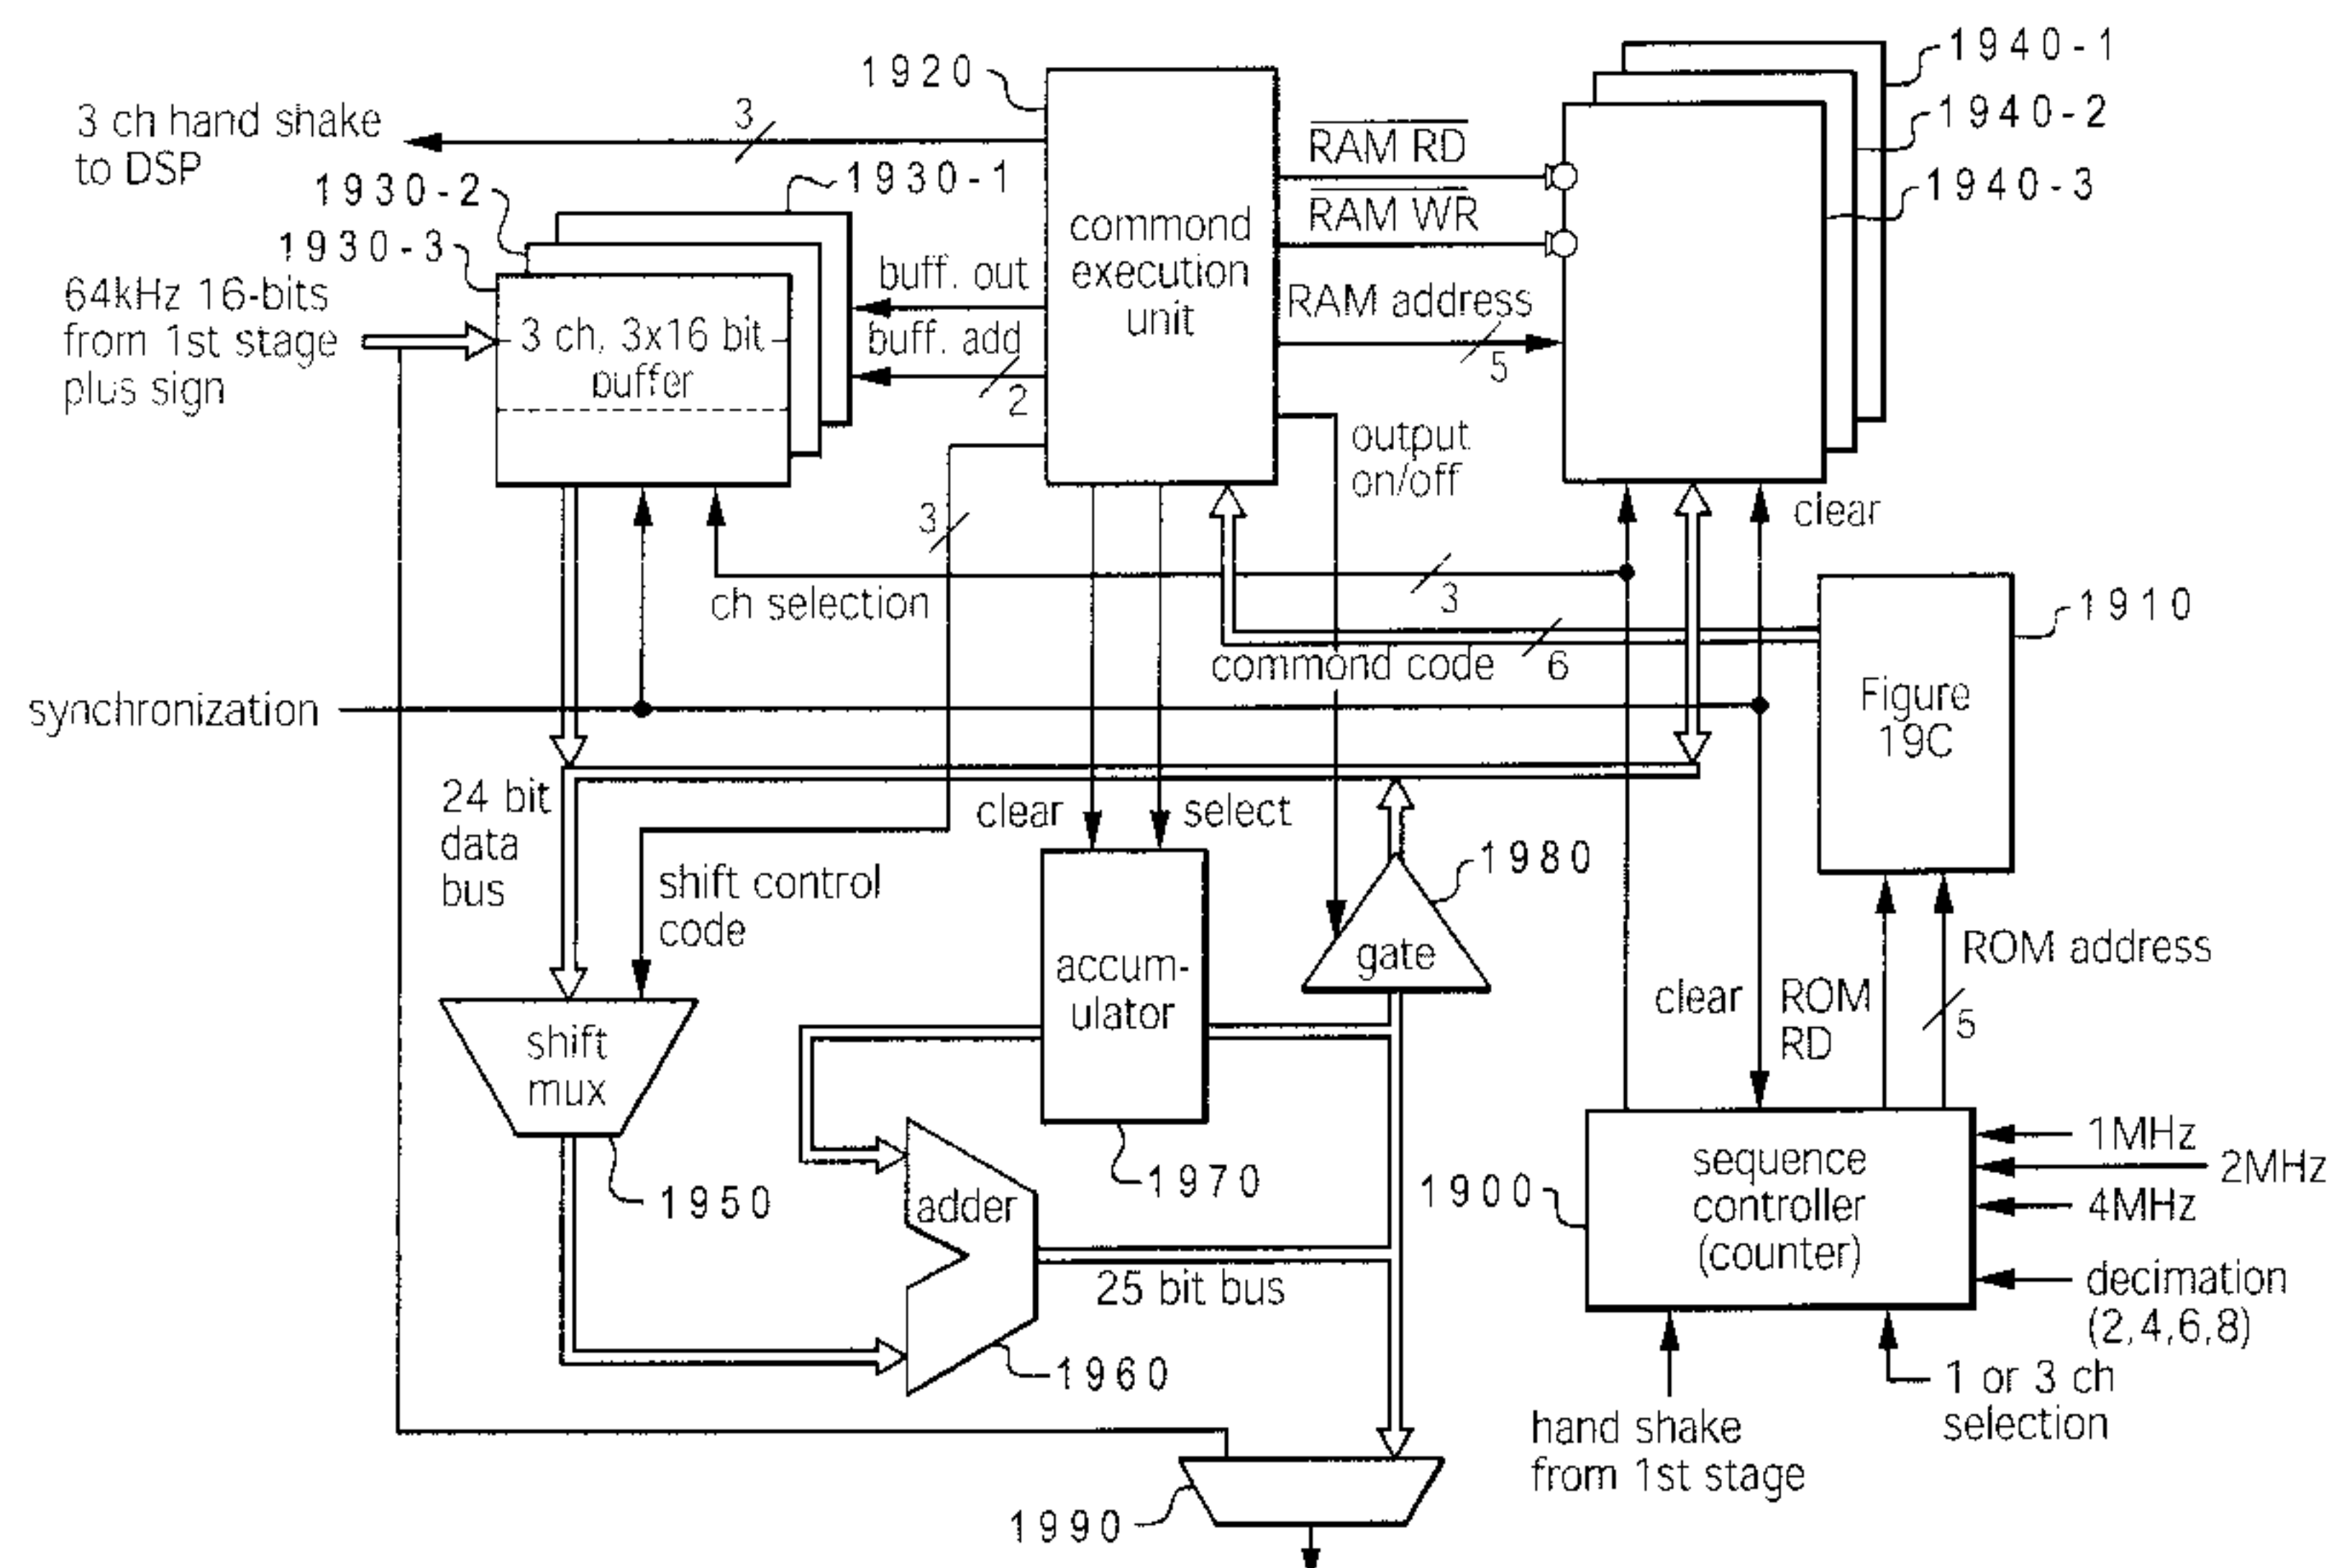 1920
1940-1
3 ch hand shake
to DSP
3
1940-2
RAM RD
1930-2
1930-1
1940-3
RAM WR
1930-3
commond
execution
unit
64kHz 16-bits
from 1st stage
plus sign
buff. out
RAM address
3 ch, 3x16 bit
buffer
buff. add
5
2
output
on/off
3
clear
ch selection
3
1910
commond code
6
synchronization
Figure
19C
24 bit
data
bus
clear
select
1980
shift control
code
accum-
ulator
gate
ROM address
clear
ROM
RD
5
shift
mux
1950
1970
1MHz
2MHz
4MHz
sequence
controller
(counter)
1900
adder
25 bit bus
decimation
(2,4,6,8)
1960
1 or 3 ch
selection
hand shake
from 1st stage
1990